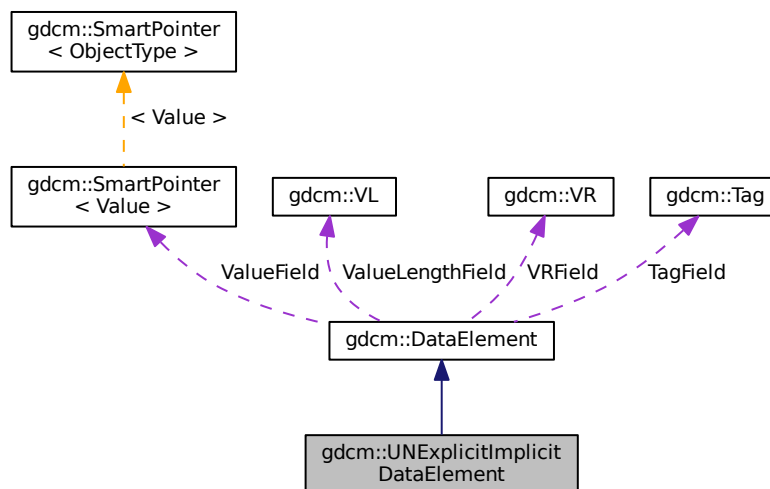 gdcm::SmartPointer
< ObjectType >
< Value >
gdcm::SmartPointer
< Value >
gdcm::VL
gdcm::VR
gdcm::Tag
ValueField
ValueLengthField
VRField
TagField
gdcm::DataElement
gdcm::UNExplicitImplicit
DataElement